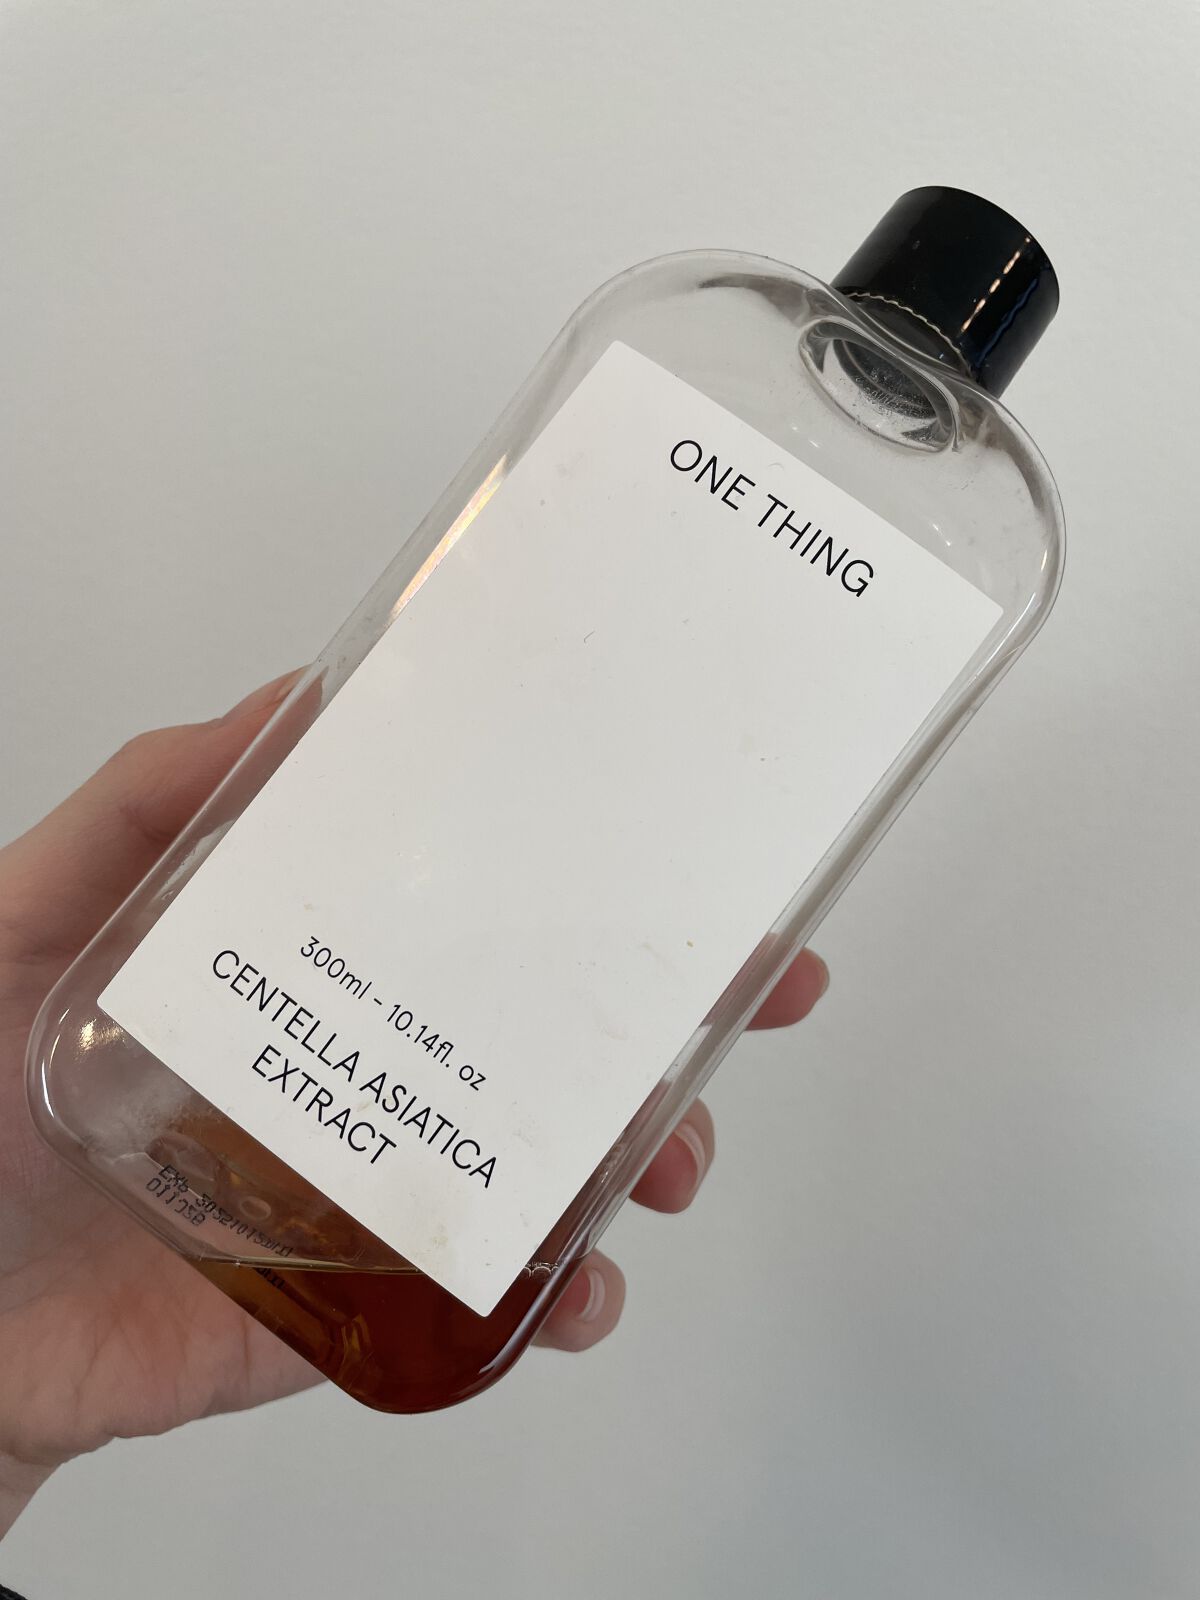 ONE THING
300ml - 10.14fl. oz
CENTELLA ASIATICA
EXTRACT